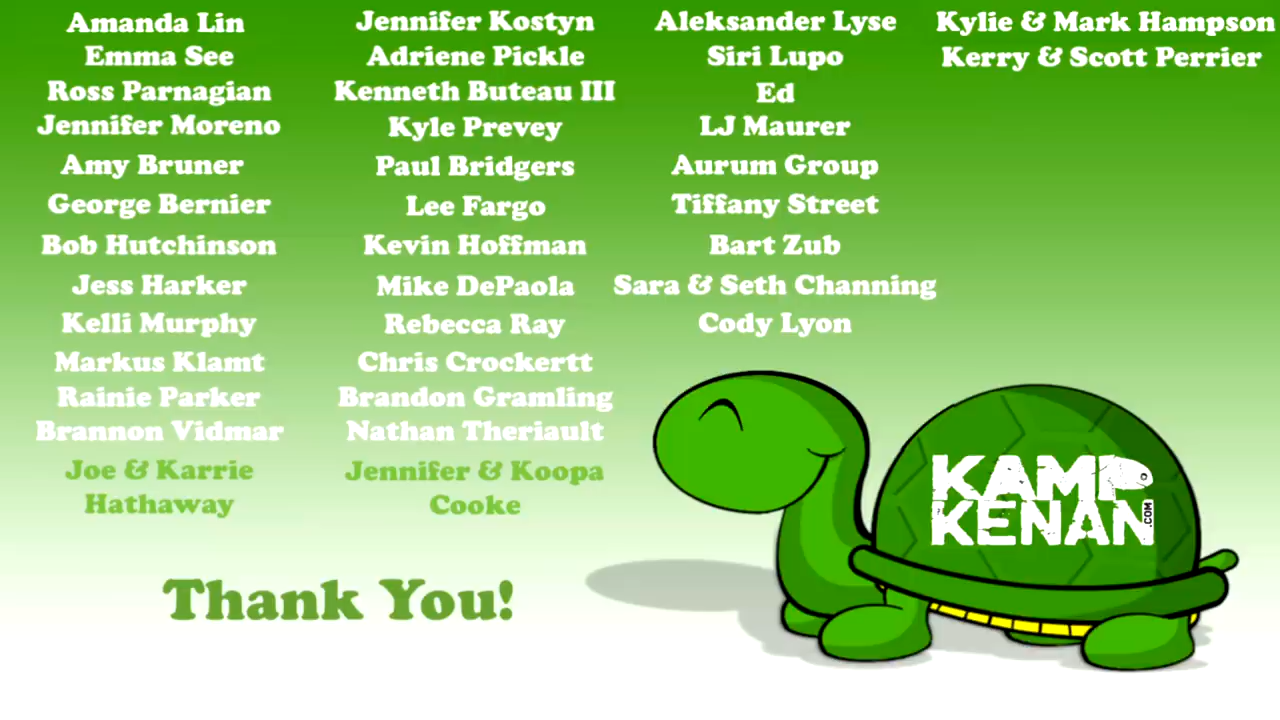 Amanda Lin
Emma See
Ross Parnagian
Jennifer Moreno
Amy Bruner
George Bernier
Bob Hutchinson
Jess Harker
Kelli Murphy
Markus Klamt
Rainie Parker
Brannon Vidmar
Joe & Karrie
Hathaway
Jennifer Kostyn
Adriene Pickle
Kenneth Buteau III
Kyle Prevey
Paul Bridgers
Lee Fargo
Kevin Hoffman
Mike DePaola
Rebecca Ray
Chris Crockertt
Brandon Gramling
Nathan Theriault
Jennifer & Koopa
Cooke
Aleksander Lyse
Siri Lupo
Ed
LJ Maurer
Aurum Group
Tiffany Street
Bart Zub
Sara & Seth Channing
Cody Lyon
Kylie & Mark Hampson
Kerry & Scott Perrier
Thank You!
KAMP
KENAN
.COM